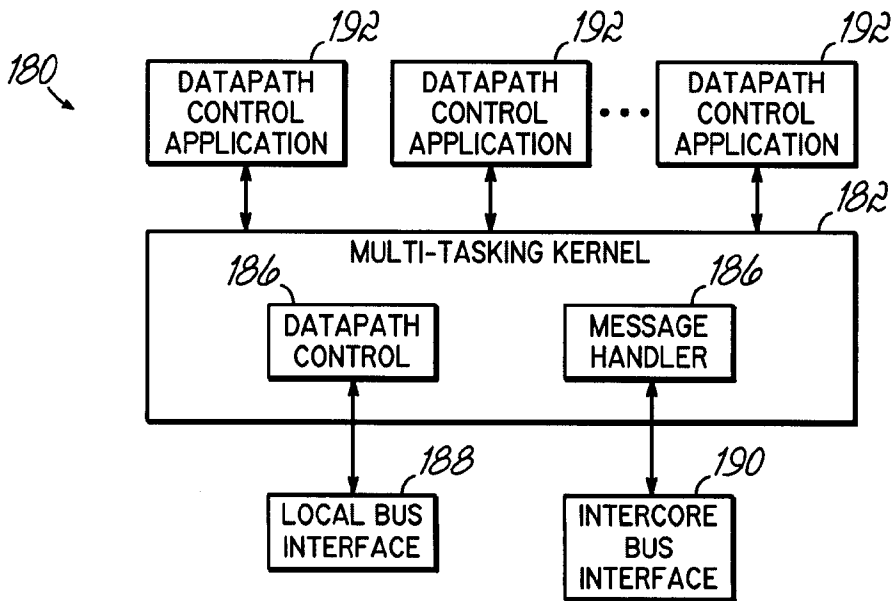 180
192
192
192
DATAPATH
CONTROL
APPLICATION
DATAPATH
CONTROL
APPLICATION
DATAPATH
CONTROL
APPLICATION
182
MULTI-TASKING KERNEL
186
DATAPATH
CONTROL
186
MESSAGE
HANDLER
188
LOCAL BUS
INTERFACE
190
INTERCORE
BUS
INTERFACE